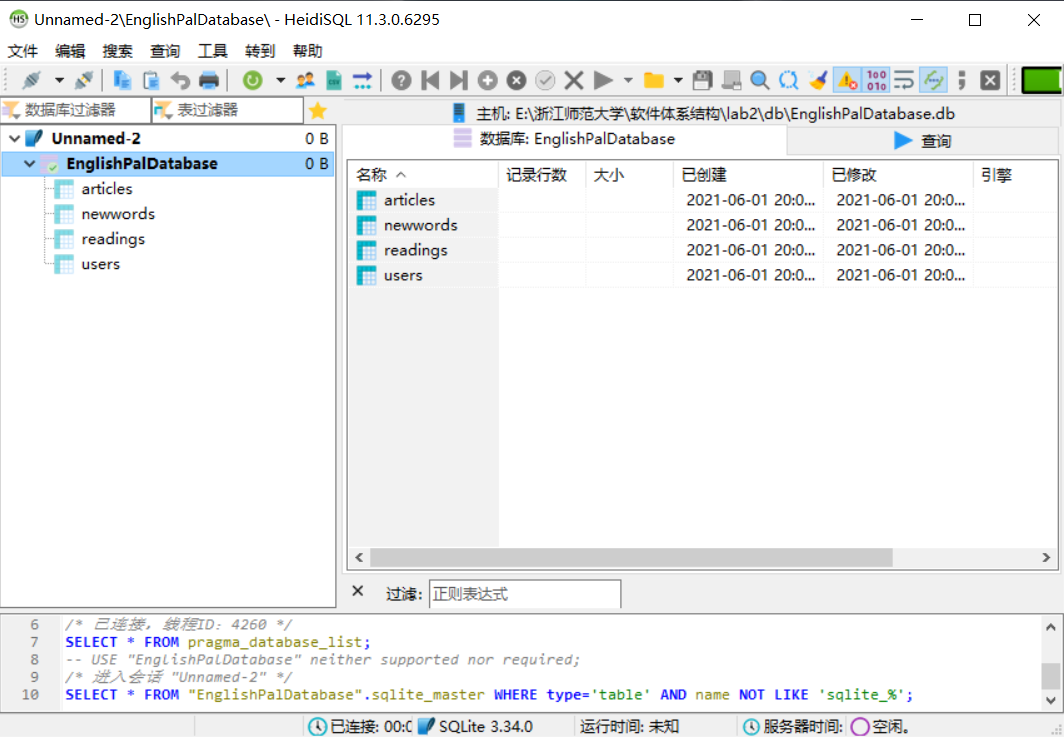 HS Unnamed-2\EnglishPalDatabase\ - HeidiSQL 11.3.0.6295
文件 编辑 搜索 查询 工具 转到 帮助
数据库过滤器 表过滤器
主机: E:\浙江师范大学\软件体系结构\lab2\db\EnglishPalDatabase.db
Unnamed-2 0 B
EnglishPalDatabase 0 B
articles
newwords
readings
users
数据库: EnglishPalDatabase 查询
名称 记录行数 大小 已创建 已修改 引擎
articles 2021-06-01 20:0... 2021-06-01 20:0...
newwords 2021-06-01 20:0... 2021-06-01 20:0...
readings 2021-06-01 20:0... 2021-06-01 20:0...
users 2021-06-01 20:0... 2021-06-01 20:0...
过滤: 正则表达式
6 /* 已连接，线程ID: 4260 */
7 SELECT * FROM pragma_database_list;
8 -- USE "EnglishPalDatabase" neither supported nor required;
9 /* 进入会话 "Unnamed-2" */
10 SELECT * FROM "EnglishPalDatabase".sqlite_master WHERE type='table' AND name NOT LIKE 'sqlite_%';
已连接: 00:0 SQLite 3.34.0 运行时间: 未知 服务器时间: 空闲。